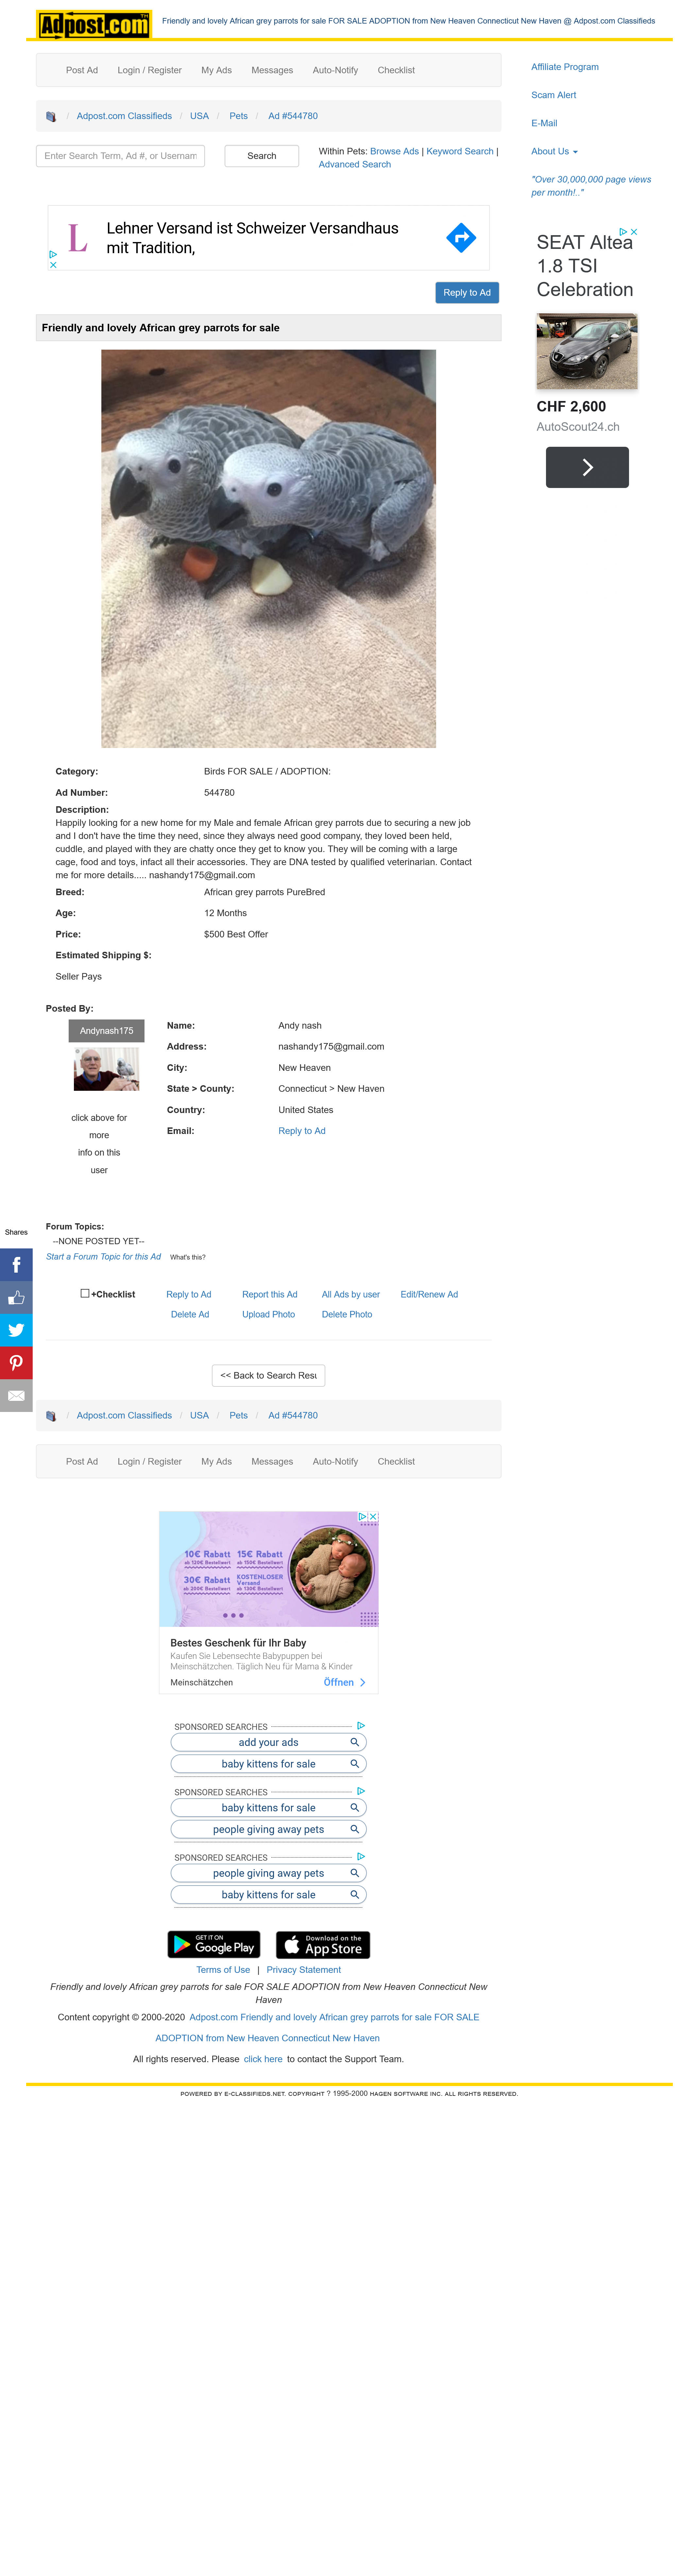 Adpost.com TM
Friendly and lovely African grey parrots for sale FOR SALE ADOPTION from New Heaven Connecticut New Haven @ Adpost.com Classifieds
Post Ad Login / Register My Ads Messages Auto-Notify Checklist
/ Adpost.com Classifieds / USA / Pets / Ad #544780
Enter Search Term, Ad #, or Usernam
Search
Within Pets: Browse Ads | Keyword Search |
Advanced Search
Affiliate Program
Scam Alert
E-Mail
About Us
"Over 30,000,000 page views
per month!.."
L
Lehner Versand ist Schweizer Versandhaus
mit Tradition,
SEAT Altea
1.8 TSI
Celebration
CHF 2,600
AutoScout24.ch
Reply to Ad
Friendly and lovely African grey parrots for sale
Category: Birds FOR SALE / ADOPTION:
Ad Number: 544780
Description:
Happily looking for a new home for my Male and female African grey parrots due to securing a new job
and I don't have the time they need, since they always need good company, they loved been held,
cuddle, and played with they are chatty once they get to know you. They will be coming with a large
cage, food and toys, infact all their accessories. They are DNA tested by qualified veterinarian. Contact
me for more details..... nashandy175@gmail.com
Breed: African grey parrots PureBred
Age: 12 Months
Price: $500 Best Offer
Estimated Shipping $:
Seller Pays
Posted By:
Andynash175
click above for
more
info on this
user
Name: Andy nash
Address: nashandy175@gmail.com
City: New Heaven
State > County: Connecticut > New Haven
Country: United States
Email: Reply to Ad
Shares
Forum Topics:
--NONE POSTED YET--
Start a Forum Topic for this Ad What's this?
+Checklist Reply to Ad Report this Ad All Ads by user Edit/Renew Ad
Delete Ad Upload Photo Delete Photo
<< Back to Search Resu
/ Adpost.com Classifieds / USA / Pets / Ad #544780
Post Ad Login / Register My Ads Messages Auto-Notify Checklist
10€ Rabatt 15€ Rabatt
ab 120€ Bestellwert ab 150€ Bestellwert
30€ Rabatt KOSTENLOSER Versand
ab 200€ Bestellwert ab 130€ Bestellwert
Bestes Geschenk für Ihr Baby
Kaufen Sie Lebensechte Babypuppen bei
Meinschätzchen. Täglich Neu für Mama & Kinder
Meinschätzchen Öffnen
SPONSORED SEARCHES
add your ads
baby kittens for sale
SPONSORED SEARCHES
baby kittens for sale
people giving away pets
SPONSORED SEARCHES
people giving away pets
baby kittens for sale
GET IT ON
Google Play
Download on the
App Store
Terms of Use | Privacy Statement
Friendly and lovely African grey parrots for sale FOR SALE ADOPTION from New Heaven Connecticut New
Haven
Content copyright © 2000-2020 Adpost.com Friendly and lovely African grey parrots for sale FOR SALE
ADOPTION from New Heaven Connecticut New Haven
All rights reserved. Please click here to contact the Support Team.
POWERED BY E-CLASSIFIEDS.NET. COPYRIGHT ? 1995-2000 HAGEN SOFTWARE INC. ALL RIGHTS RESERVED.